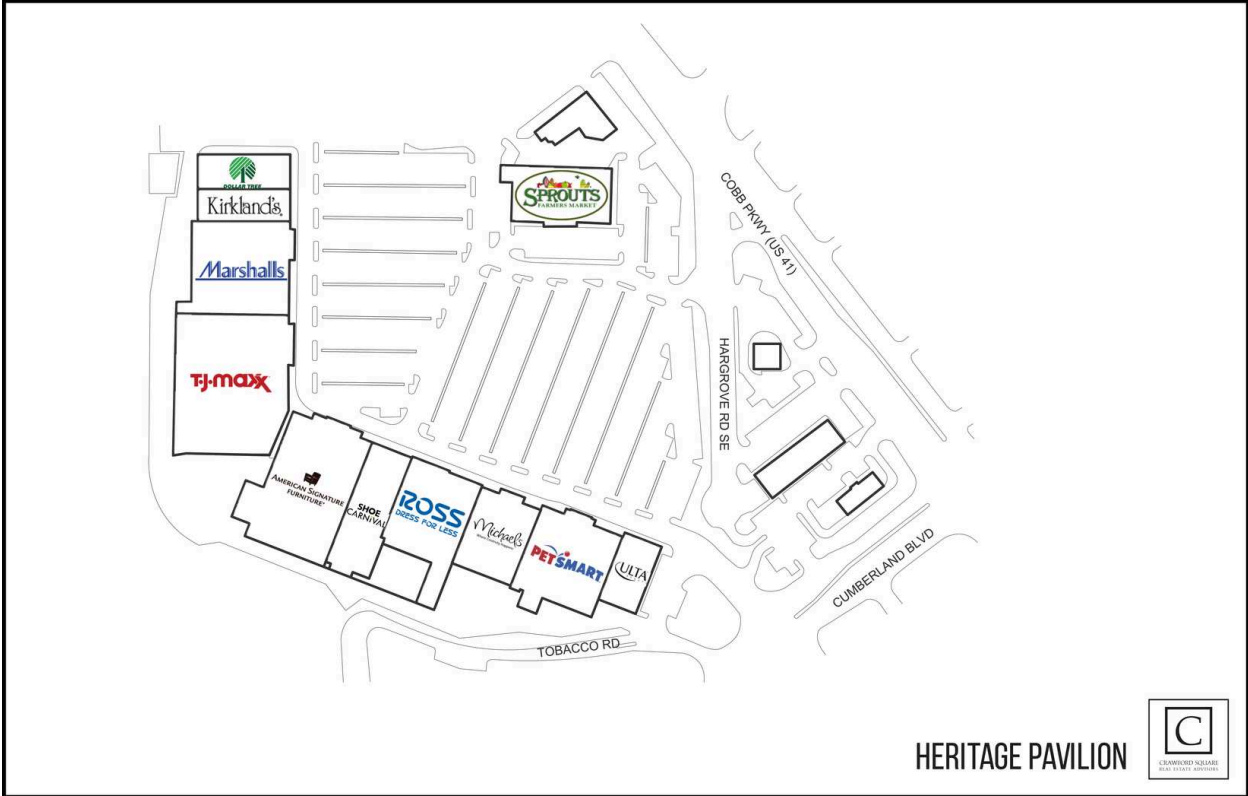 DOLLAR TREE
Kirkland's
Marshalls
T.J.maxx
SPROUTS
FARMERS MARKET
COBB PKWY (US 41)
HARGROVE RD SE
AMERICAN SIGNATURE
FURNITURE
SHOE
CARNIVAL
ROSS
DRESS FOR LESS
Michaels
PETSMART
ULTA
CUMBERLAND BLVD
TOBACCO RD
HERITAGE PAVILION
C
CRAWFORD SQUARE
REAL ESTATE ADVISORS